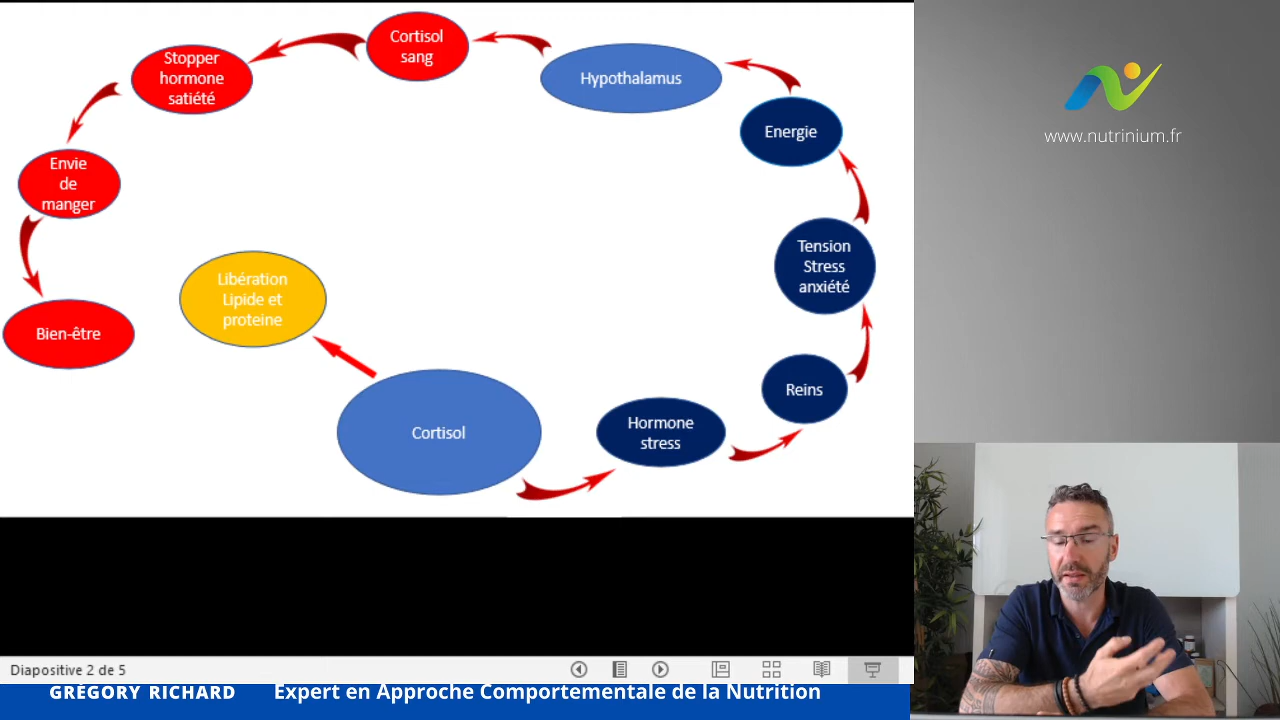 Cortisol
sang
Stopper
hormone
satiété
Hypothalamus
Energie
Envie
de
manger
Tension
Stress
anxiété
Libération
Lipide et
proteine
Bien-être
Reins
Hormone
stress
Cortisol
www.nutrinium.fr
Diapositive 2 de 5
GRÉGORY RICHARD Expert en Approche Comportementale de la Nutrition